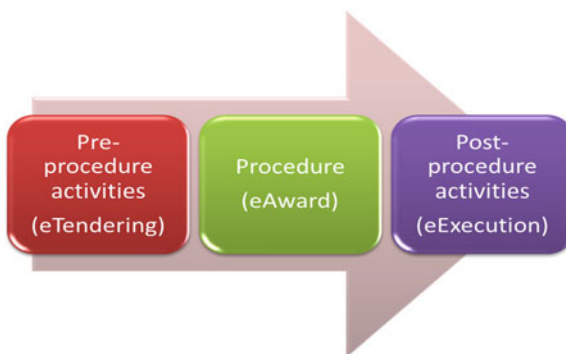 Pre-
procedure
activities
(eTendering)
Procedure
(eAward)
Post-
procedure
activities
(eExecution)